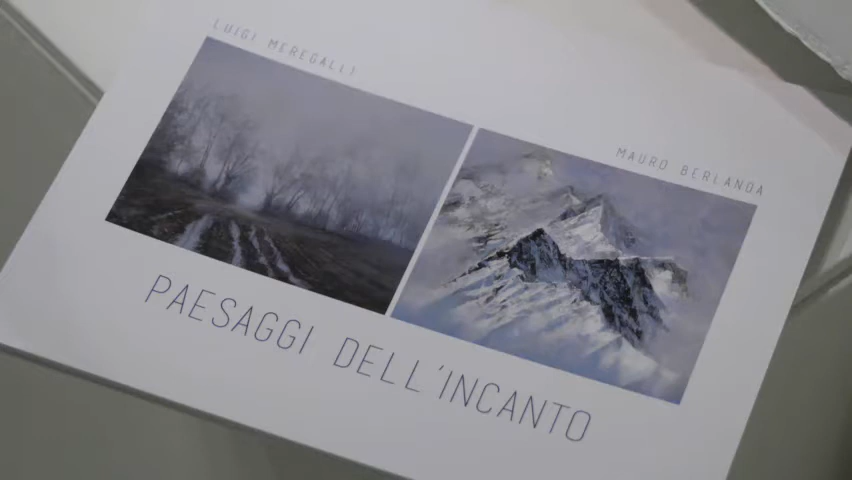 LUIGI MEREGALLI
MAURO BERLANDA
PAESAGGI DELL'INCANTO